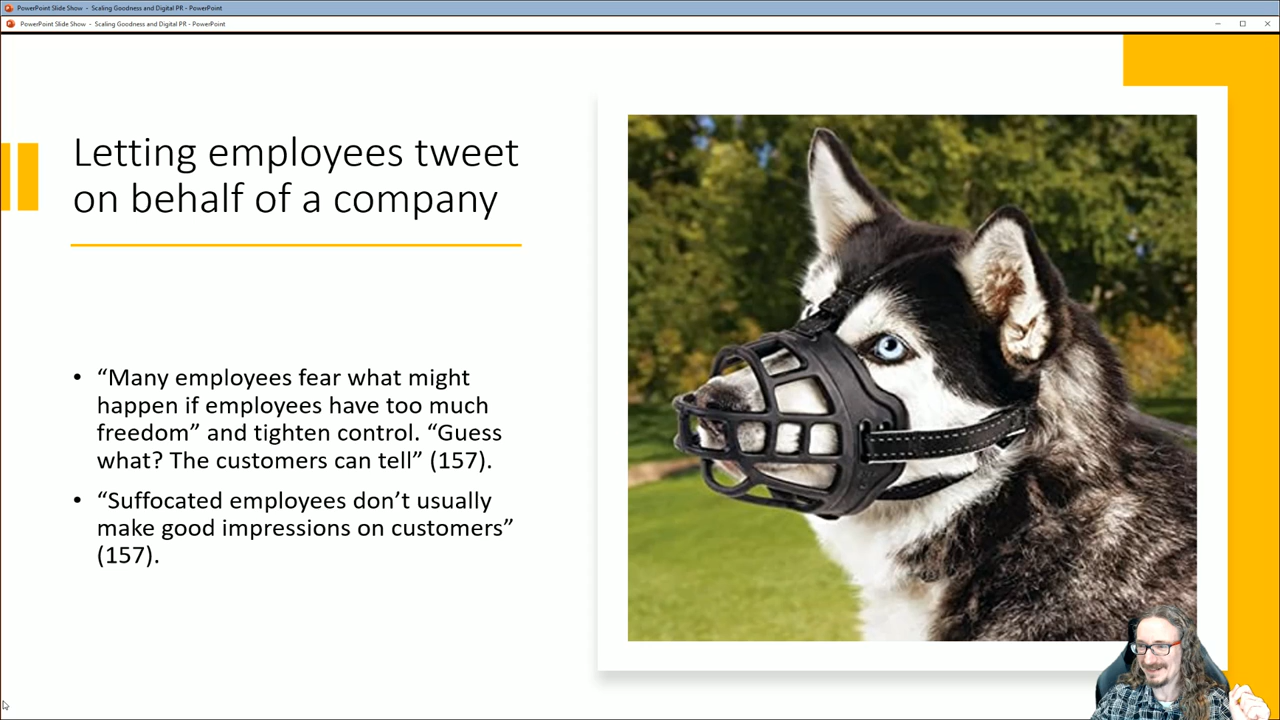 PowerPoint Slide Show - Scaling Goodness and Digital PR - PowerPoint
PowerPoint Slide Show - Scaling Goodness and Digital PR - PowerPoint
Letting employees tweet
on behalf of a company
• “Many employees fear what might
happen if employees have too much
freedom” and tighten control. “Guess
what? The customers can tell” (157).
• “Suffocated employees don’t usually
make good impressions on customers”
(157).